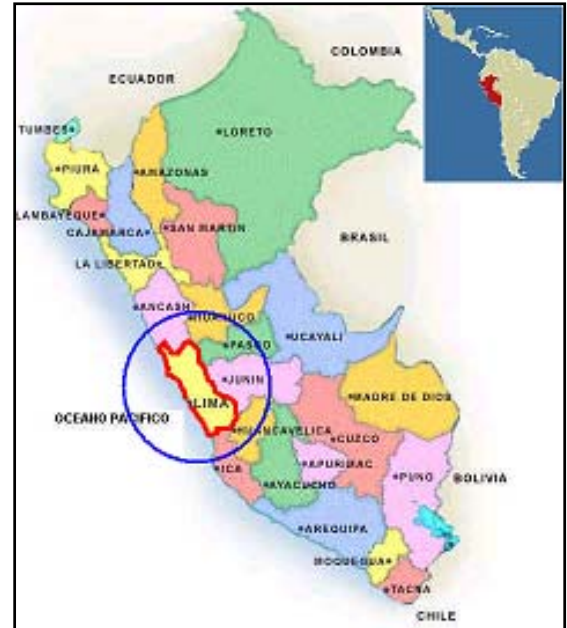 COLOMBIA
ECUADOR
TUMBES
LORETO
PIURA
AMAZONAS
LAMBAYEQUE
SAN MARTIN
CAJAMARCA
BRASIL
LA LIBERTAD
ANCASH
HUANUCO
UCAYALI
PASCO
JUNIN
MADRE DE DIOS
LIMA
OCEANO PACIFICO
HUANCAVELICA
CUZCO
APURIMAC
ICA
PUNO
BOLIVIA
AYACUCHO
AREQUIPA
MOQUEGUA
TACNA
CHILE